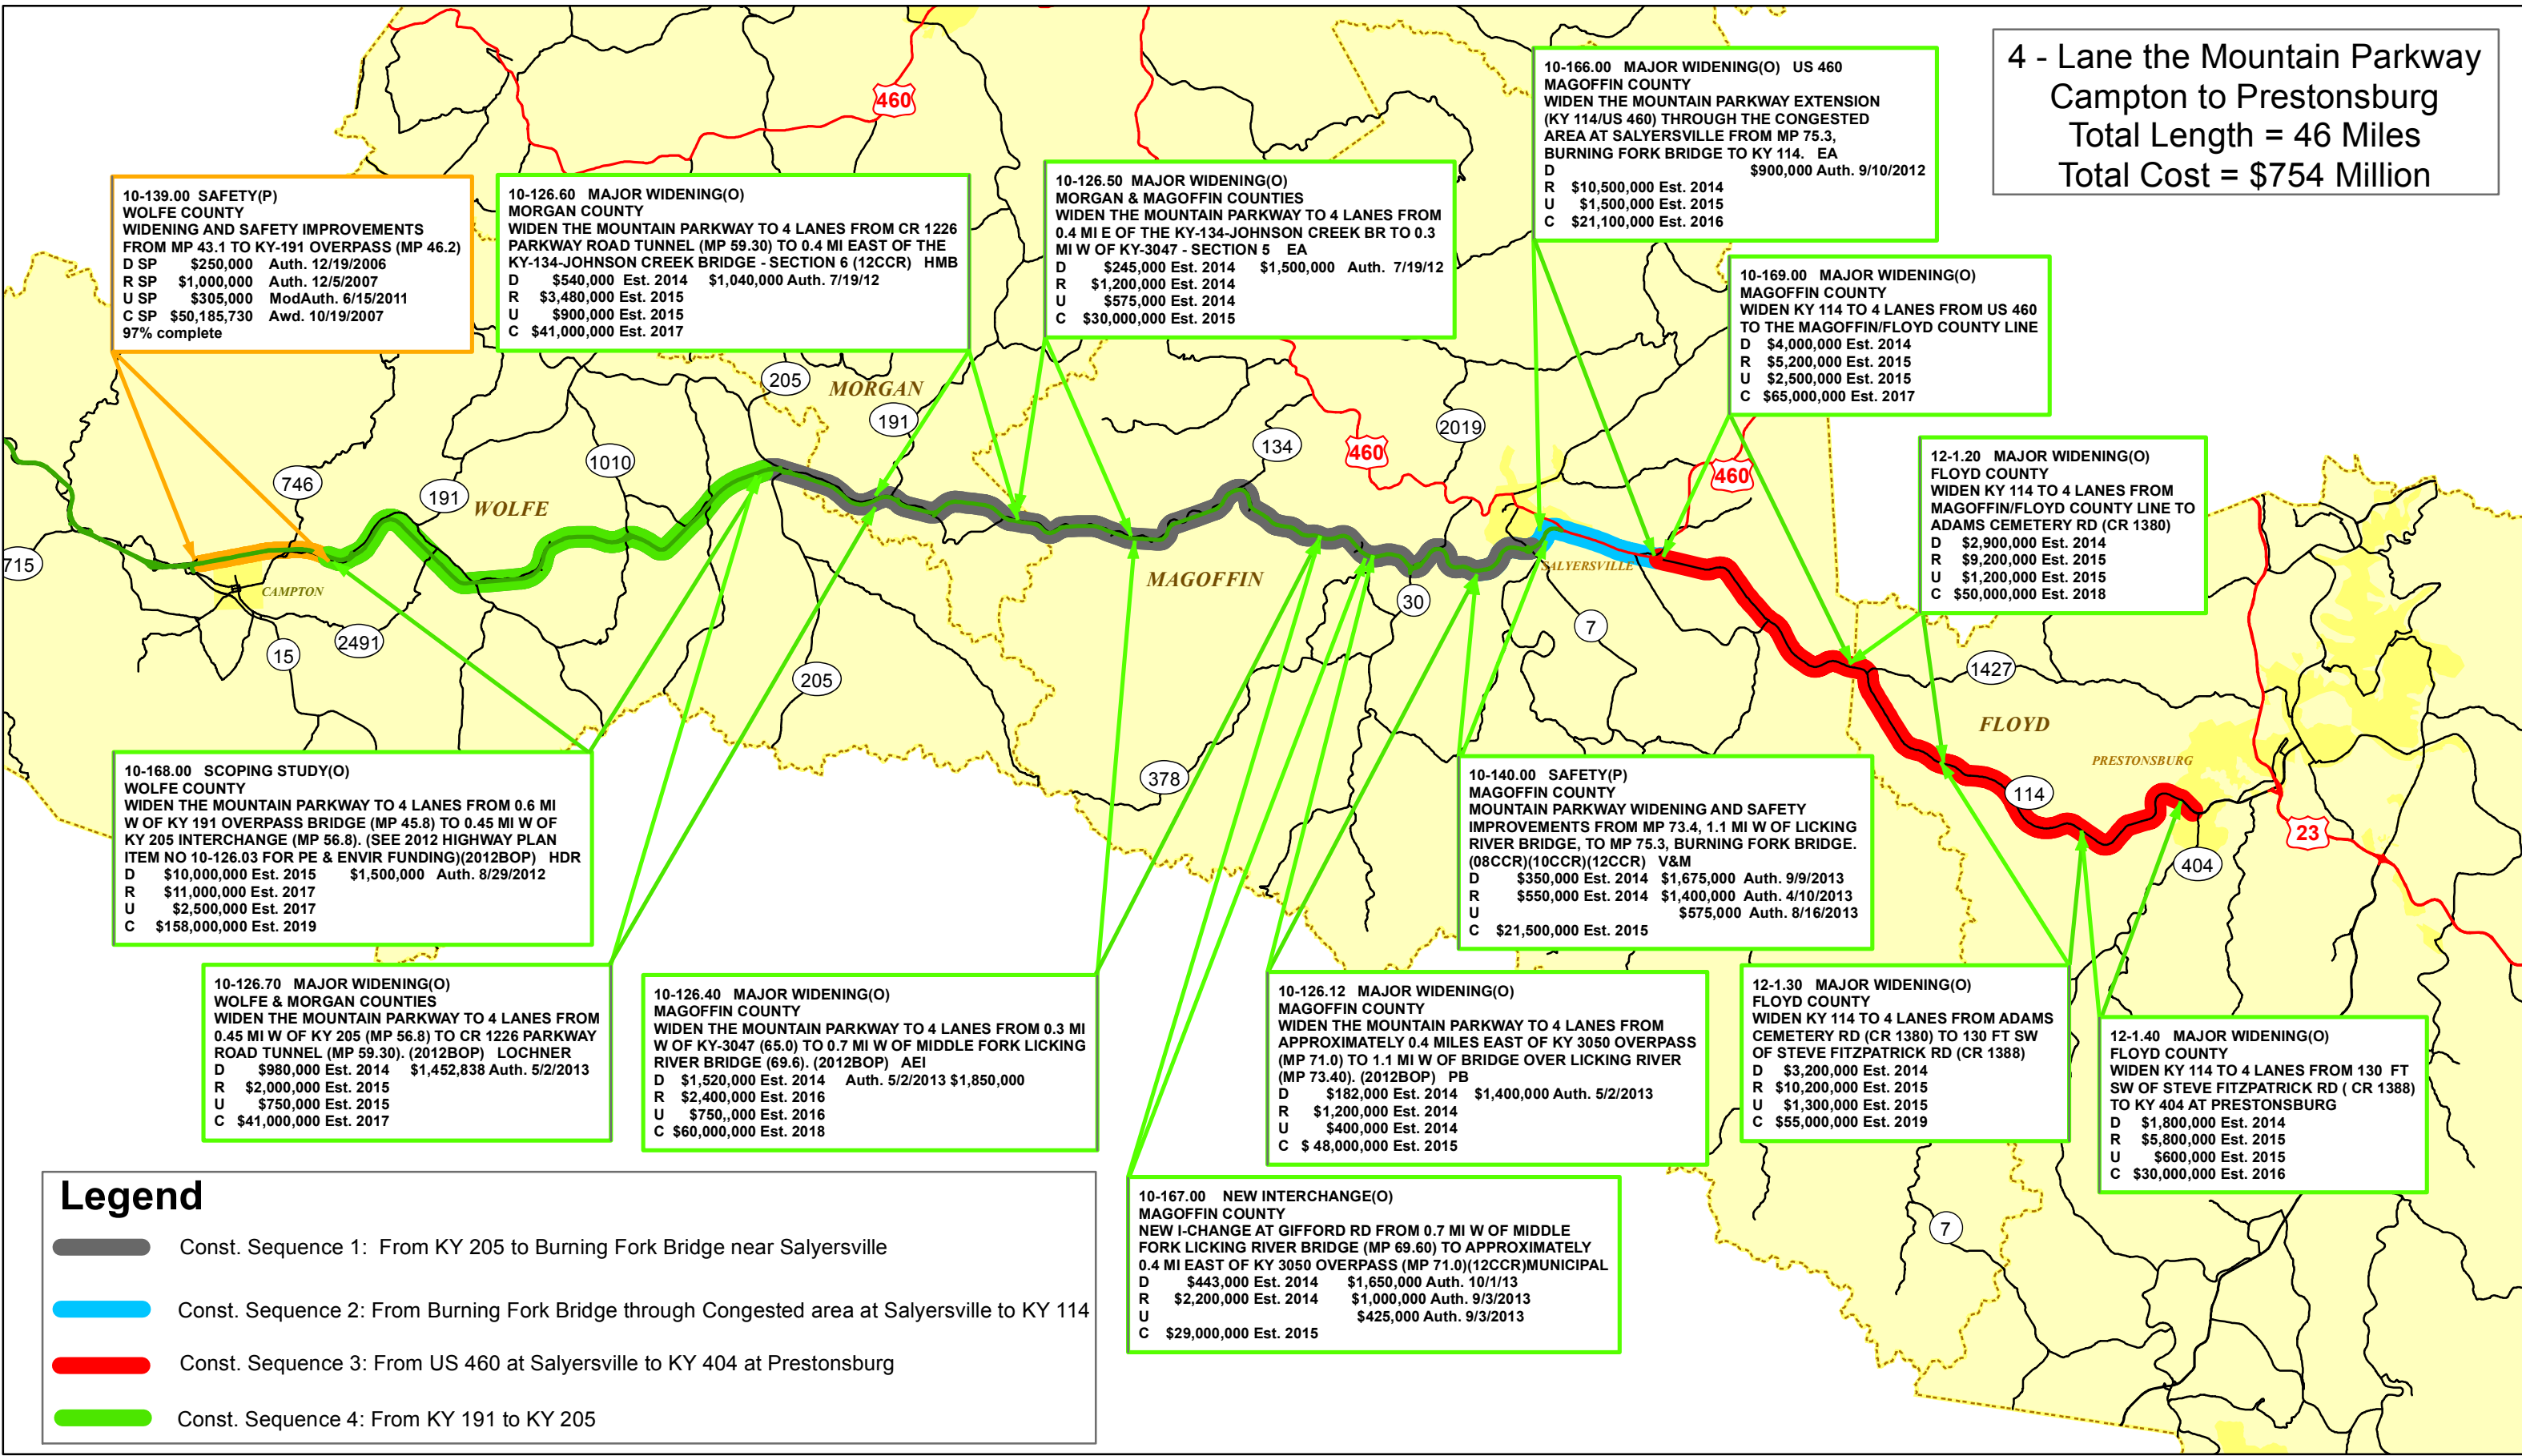 4 - Lane the Mountain Parkway
Campton to Prestonsburg
Total Length = 46 Miles
Total Cost = $754 Million
10-139.00 SAFETY(P)
WOLFE COUNTY
WIDENING AND SAFETY IMPROVEMENTS
FROM MP 43.1 TO KY-191 OVERPASS (MP 46.2)
D SP $250,000 Auth. 12/19/2006
R SP $1,000,000 Auth. 12/5/2007
U SP $305,000 ModAuth. 6/15/2011
C SP $50,185,730 Awd. 10/19/2007
97% complete
10-126.60 MAJOR WIDENING(O)
MORGAN COUNTY
WIDEN THE MOUNTAIN PARKWAY TO 4 LANES FROM CR 1226
PARKWAY ROAD TUNNEL (MP 59.30) TO 0.4 MI EAST OF THE
KY-134-JOHNSON CREEK BRIDGE - SECTION 6 (12CCR) HMB
D $540,000 Est. 2014 $1,040,000 Auth. 7/19/12
R $3,480,000 Est. 2015
U $900,000 Est. 2015
C $41,000,000 Est. 2017
10-126.50 MAJOR WIDENING(O)
MORGAN & MAGOFFIN COUNTIES
WIDEN THE MOUNTAIN PARKWAY TO 4 LANES FROM
0.4 MI E OF THE KY-134-JOHNSON CREEK BR TO 0.3
MI W OF KY-3047 - SECTION 5 EA
D $245,000 Est. 2014 $1,500,000 Auth. 7/19/12
R $1,200,000 Est. 2014
U $575,000 Est. 2014
C $30,000,000 Est. 2015
10-166.00 MAJOR WIDENING(O) US 460
MAGOFFIN COUNTY
WIDEN THE MOUNTAIN PARKWAY EXTENSION
(KY 114/US 460) THROUGH THE CONGESTED
AREA AT SALYERSVILLE FROM MP 75.3,
BURNING FORK BRIDGE TO KY 114. EA
D $900,000 Auth. 9/10/2012
R $10,500,000 Est. 2014
U $1,500,000 Est. 2015
C $21,100,000 Est. 2016
10-169.00 MAJOR WIDENING(O)
MAGOFFIN COUNTY
WIDEN KY 114 TO 4 LANES FROM US 460
TO THE MAGOFFIN/FLOYD COUNTY LINE
D $4,000,000 Est. 2014
R $5,200,000 Est. 2015
U $2,500,000 Est. 2015
C $65,000,000 Est. 2017
12-1.20 MAJOR WIDENING(O)
FLOYD COUNTY
WIDEN KY 114 TO 4 LANES FROM
MAGOFFIN/FLOYD COUNTY LINE TO
ADAMS CEMETERY RD (CR 1380)
D $2,900,000 Est. 2014
R $9,200,000 Est. 2015
U $1,200,000 Est. 2015
C $50,000,000 Est. 2018
460
205
MORGAN
191
2019
134
460
460
1010
746
191
WOLFE
715
CAMPTON
MAGOFFIN
SALYERSVILLE
30
7
15
2491
205
1427
FLOYD
PRESTONSBURG
378
114
23
404
7
10-168.00 SCOPING STUDY(O)
WOLFE COUNTY
WIDEN THE MOUNTAIN PARKWAY TO 4 LANES FROM 0.6 MI
W OF KY 191 OVERPASS BRIDGE (MP 45.8) TO 0.45 MI W OF
KY 205 INTERCHANGE (MP 56.8). (SEE 2012 HIGHWAY PLAN
ITEM NO 10-126.03 FOR PE & ENVIR FUNDING)(2012BOP) HDR
D $10,000,000 Est. 2015 $1,500,000 Auth. 8/29/2012
R $11,000,000 Est. 2017
U $2,500,000 Est. 2017
C $158,000,000 Est. 2019
10-140.00 SAFETY(P)
MAGOFFIN COUNTY
MOUNTAIN PARKWAY WIDENING AND SAFETY
IMPROVEMENTS FROM MP 73.4, 1.1 MI W OF LICKING
RIVER BRIDGE, TO MP 75.3, BURNING FORK BRIDGE.
(08CCR)(10CCR)(12CCR) V&M
D $350,000 Est. 2014 $1,675,000 Auth. 9/9/2013
R $550,000 Est. 2014 $1,400,000 Auth. 4/10/2013
U $575,000 Auth. 8/16/2013
C $21,500,000 Est. 2015
10-126.70 MAJOR WIDENING(O)
WOLFE & MORGAN COUNTIES
WIDEN THE MOUNTAIN PARKWAY TO 4 LANES FROM
0.45 MI W OF KY 205 (MP 56.8) TO CR 1226 PARKWAY
ROAD TUNNEL (MP 59.30). (2012BOP) LOCHNER
D $980,000 Est. 2014 $1,452,838 Auth. 5/2/2013
R $2,000,000 Est. 2015
U $750,000 Est. 2015
C $41,000,000 Est. 2017
10-126.40 MAJOR WIDENING(O)
MAGOFFIN COUNTY
WIDEN THE MOUNTAIN PARKWAY TO 4 LANES FROM 0.3 MI
W OF KY-3047 (65.0) TO 0.7 MI W OF MIDDLE FORK LICKING
RIVER BRIDGE (69.6). (2012BOP) AEI
D $1,520,000 Est. 2014 Auth. 5/2/2013 $1,850,000
R $2,400,000 Est. 2016
U $750,,000 Est. 2016
C $60,000,000 Est. 2018
10-126.12 MAJOR WIDENING(O)
MAGOFFIN COUNTY
WIDEN THE MOUNTAIN PARKWAY TO 4 LANES FROM
APPROXIMATELY 0.4 MILES EAST OF KY 3050 OVERPASS
(MP 71.0) TO 1.1 MI W OF BRIDGE OVER LICKING RIVER
(MP 73.40). (2012BOP) PB
D $182,000 Est. 2014 $1,400,000 Auth. 5/2/2013
R $1,200,000 Est. 2014
U $400,000 Est. 2014
C $ 48,000,000 Est. 2015
12-1.30 MAJOR WIDENING(O)
FLOYD COUNTY
WIDEN KY 114 TO 4 LANES FROM ADAMS
CEMETERY RD (CR 1380) TO 130 FT SW
OF STEVE FITZPATRICK RD (CR 1388)
D $3,200,000 Est. 2014
R $10,200,000 Est. 2015
U $1,300,000 Est. 2015
C $55,000,000 Est. 2019
12-1.40 MAJOR WIDENING(O)
FLOYD COUNTY
WIDEN KY 114 TO 4 LANES FROM 130 FT
SW OF STEVE FITZPATRICK RD ( CR 1388)
TO KY 404 AT PRESTONSBURG
D $1,800,000 Est. 2014
R $5,800,000 Est. 2015
U $600,000 Est. 2015
C $30,000,000 Est. 2016
10-167.00 NEW INTERCHANGE(O)
MAGOFFIN COUNTY
NEW I-CHANGE AT GIFFORD RD FROM 0.7 MI W OF MIDDLE
FORK LICKING RIVER BRIDGE (MP 69.60) TO APPROXIMATELY
0.4 MI EAST OF KY 3050 OVERPASS (MP 71.0)(12CCR)MUNICIPAL
D $443,000 Est. 2014 $1,650,000 Auth. 10/1/13
R $2,200,000 Est. 2014 $1,000,000 Auth. 9/3/2013
U $425,000 Auth. 9/3/2013
C $29,000,000 Est. 2015
Legend
Const. Sequence 1: From KY 205 to Burning Fork Bridge near Salyersville
Const. Sequence 2: From Burning Fork Bridge through Congested area at Salyersville to KY 114
Const. Sequence 3: From US 460 at Salyersville to KY 404 at Prestonsburg
Const. Sequence 4: From KY 191 to KY 205